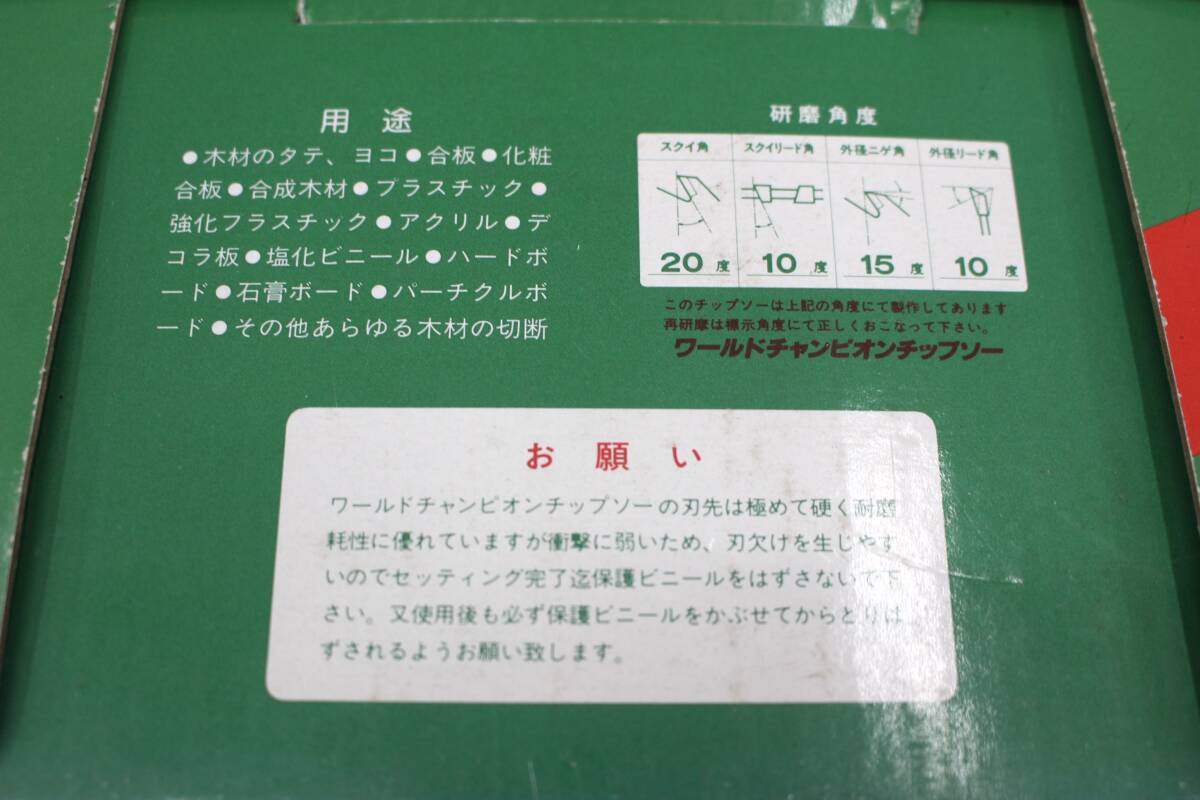 用途
●木材のタテ、ヨコ●合板●化粧
合板●合成木材●プラスチック●
強化フラスチック●アクリル●デ
コラ板●塩化ビニール●ハードボ
ード●石膏ボード●パーチクルボ
ード●その他あらゆる木材の切断
研磨角度
スクイ角 スクイリード角 外径ニゲ角 外径リード角
20度 10度 15度 10度
このチップソーは上記の角度にて製作してあります
再研摩は標示角度にて正しくおこなって下さい。
ワールドチャンピオンチップソー
お願い
ワールドチャンピオンチップソーの刃先は極めて硬く耐磨
耗性に優れていますが衝撃に弱いため、刃欠けを生じやす
いのでセッティング完了迄保護ビニールをはずさないで下
さい。又使用後も必ず保護ビニールをかぶせてからとりは
ずされるようお願い致します。